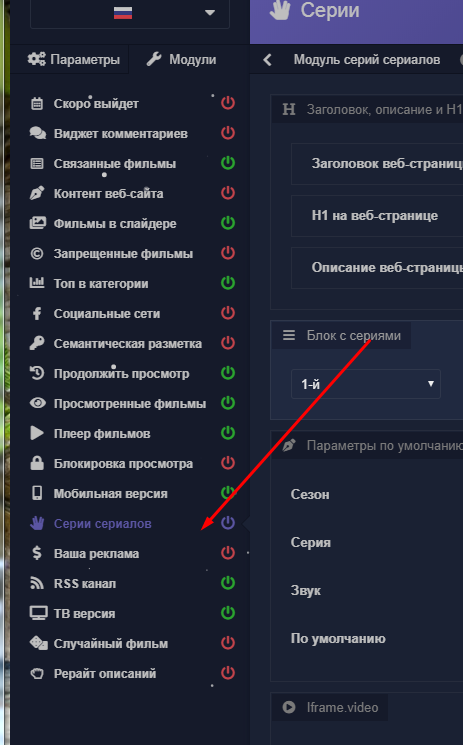 Серии
Параметры
Модули
Модуль серий сериалов
Скоро выйдет
Виджет комментариев
Связанные фильмы
Контент веб-сайта
Фильмы в слайдере
Запрещенные фильмы
Топ в категории
Социальные сети
Семантическая разметка
Продолжить просмотр
Просмотренные фильмы
Плеер фильмов
Блокировка просмотра
Мобильная версия
Серии сериалов
Ваша реклама
RSS канал
ТВ версия
Случайный фильм
Рерайт описаний
Заголовок, описание и H1
Заголовок веб-страниц
H1 на веб-странице
Описание веб-страницы
Блок с сериями
1-й
Параметры по умолчанию
Сезон
Серия
Звук
По умолчанию
Iframe.video